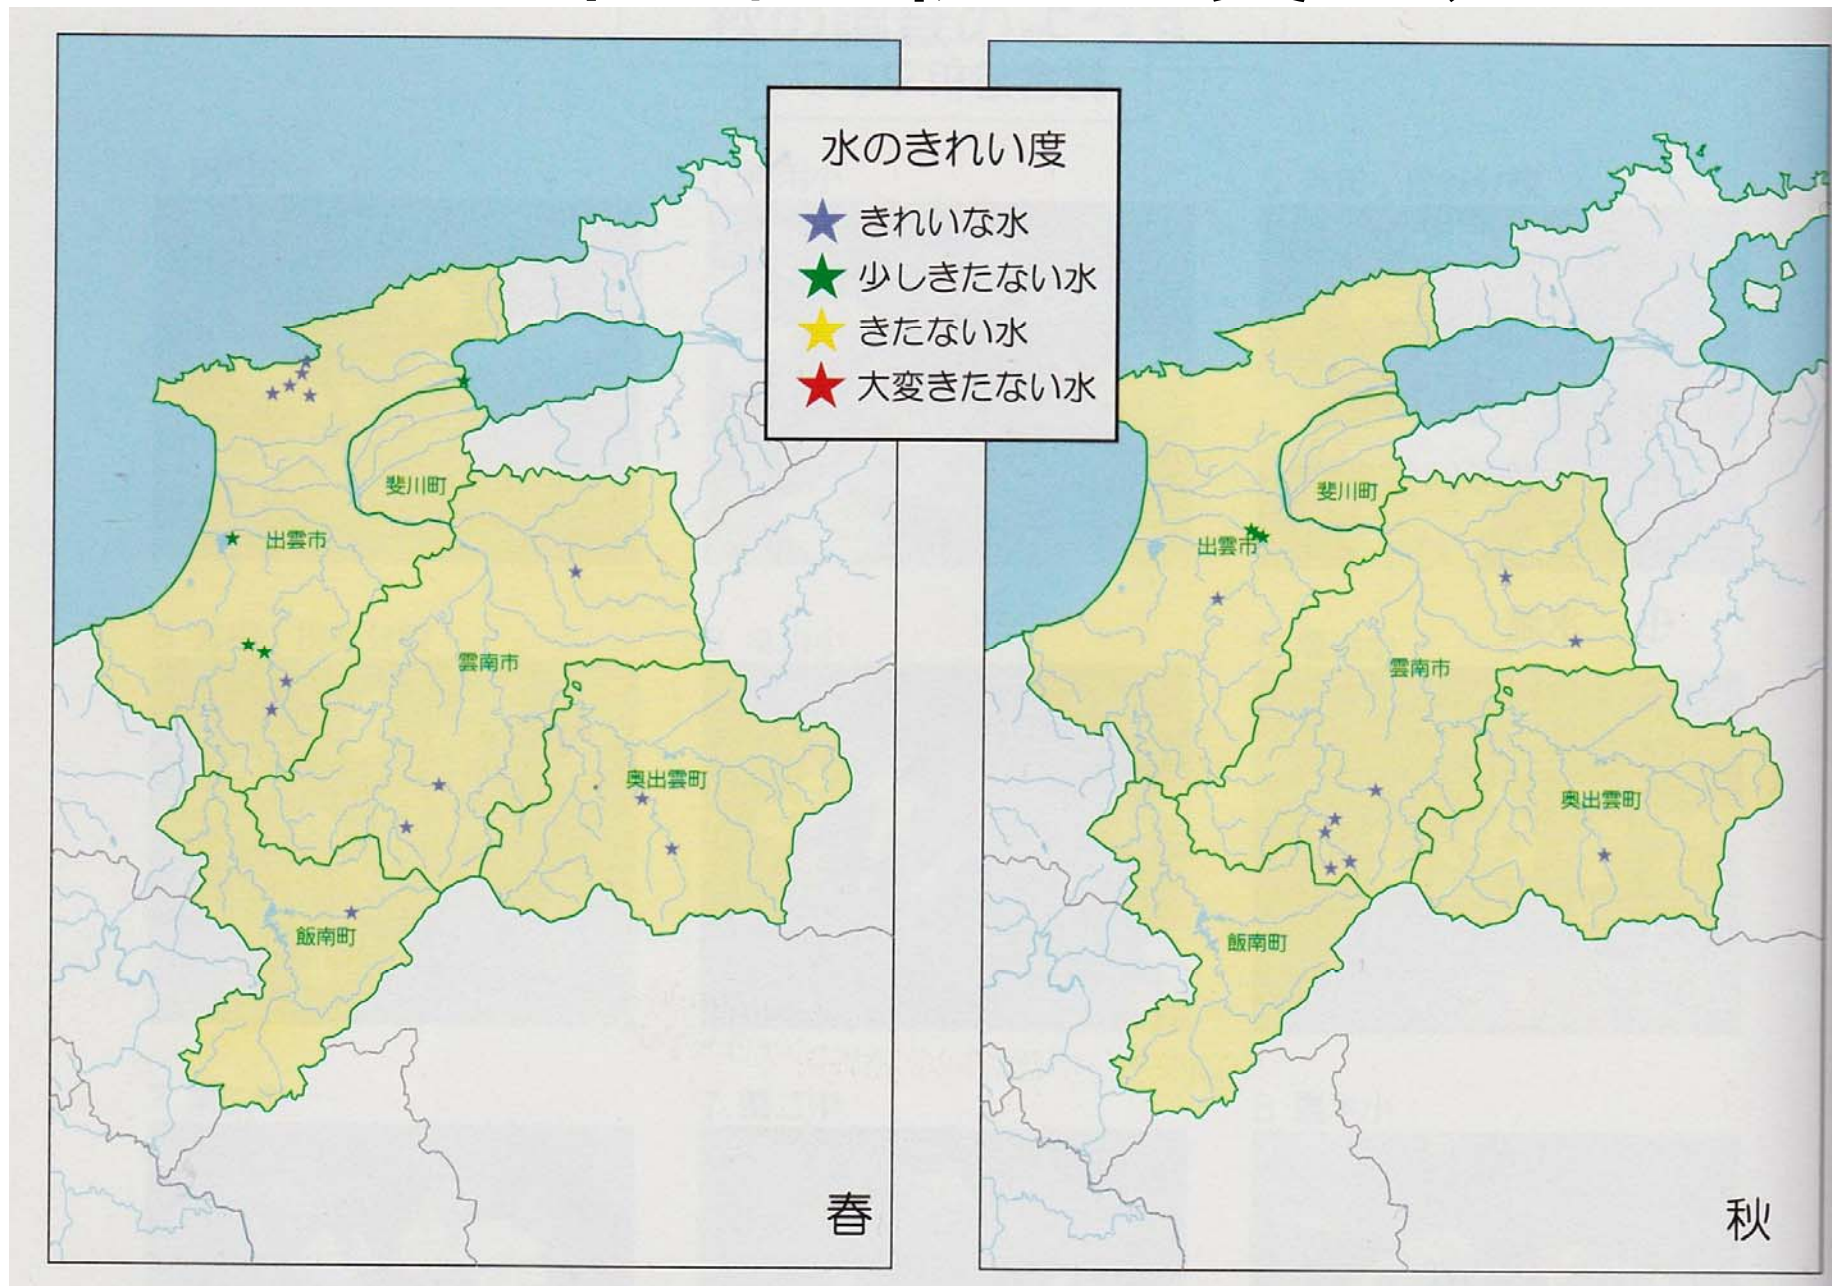 水のきれい度
きれいな水
少しきたない水
きたない水
大変きたない水
斐川町
出雲市
雲南市
奥出雲町
飯南町
春
斐川町
出雲市
雲南市
奥出雲町
飯南町
秋